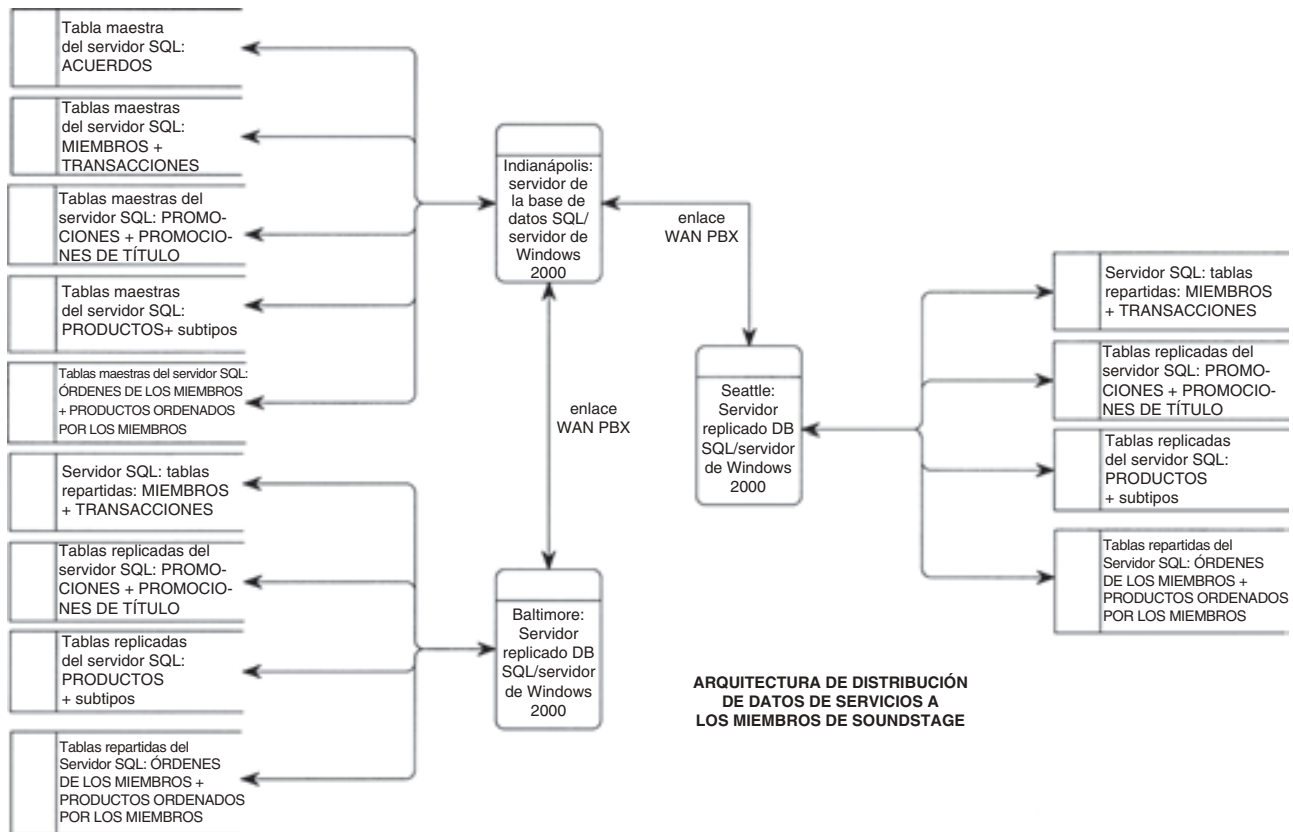 Tabla maestra
del servidor SQL:
ACUERDOS
Tablas maestras
del servidor SQL:
MIEMBROS +
TRANSACCIONES
Tablas maestras del
servidor SQL: PROMO-
CIONES + PROMOCIO-
NES DE TÍTULO
Tablas maestras
del servidor SQL:
PRODUCTOS+ subtipos
Tablas maestras del servidor SQL:
ÓRDENES DE LOS MIEMBROS
+ PRODUCTOS ORDENADOS
POR LOS MIEMBROS
Servidor SQL: tablas
repartidas: MIEMBROS
+ TRANSACCIONES
Tablas replicadas del
servidor SQL: PROMO-
CIONES + PROMOCIO-
NES DE TÍTULO
Tablas replicadas
del servidor SQL:
PRODUCTOS
+ subtipos
Tablas repartidas del
Servidor SQL: ÓRDENES
DE LOS MIEMBROS +
PRODUCTOS ORDENADOS
POR LOS MIEMBROS
Indianápolis:
servidor de
la base de
datos SQL/
servidor de
Windows
2000
enlace
WAN PBX
enlace
WAN PBX
Baltimore:
Servidor
replicado DB
SQL/servidor
de Windows
2000
Seattle:
Servidor
replicado DB
SQL/servidor
de Windows
2000
Servidor SQL: tablas
repartidas: MIEMBROS
+ TRANSACCIONES
Tablas replicadas del
servidor SQL: PROMO-
CIONES + PROMOCIO-
NES DE TÍTULO
Tablas replicadas
del servidor SQL:
PRODUCTOS
+ subtipos
Tablas repartidas del
Servidor SQL: ÓRDENES
DE LOS MIEMBROS +
PRODUCTOS ORDENADOS
POR LOS MIEMBROS
ARQUITECTURA DE DISTRIBUCIÓN
DE DATOS DE SERVICIOS A
LOS MIEMBROS DE SOUNDSTAGE